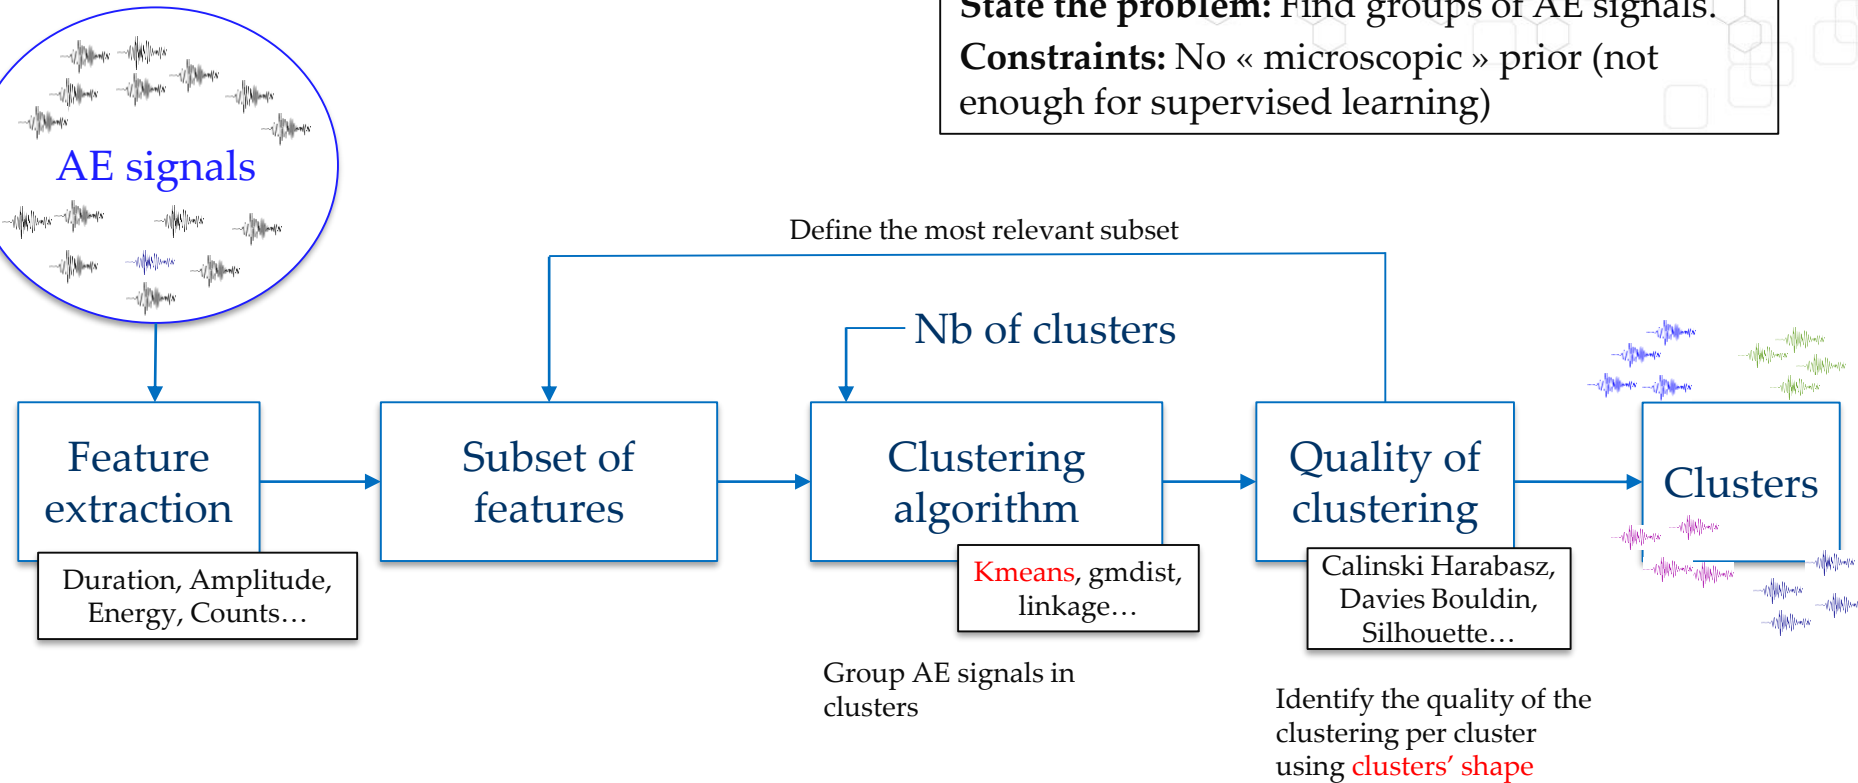 State the problem: Find groups of AE signals.
Constraints: No « microscopic » prior (not
enough for supervised learning)
AE signals
Define the most relevant subset
Nb of clusters
Feature
extraction
Subset of
features
Clustering
algorithm
Quality of
clustering
Clusters
Duration, Amplitude,
Energy, Counts…
Kmeans, gmdist,
linkage…
Calinski Harabasz,
Davies Bouldin,
Silhouette…
Group AE signals in
clusters
Identify the quality of the
clustering per cluster
using clusters’ shape